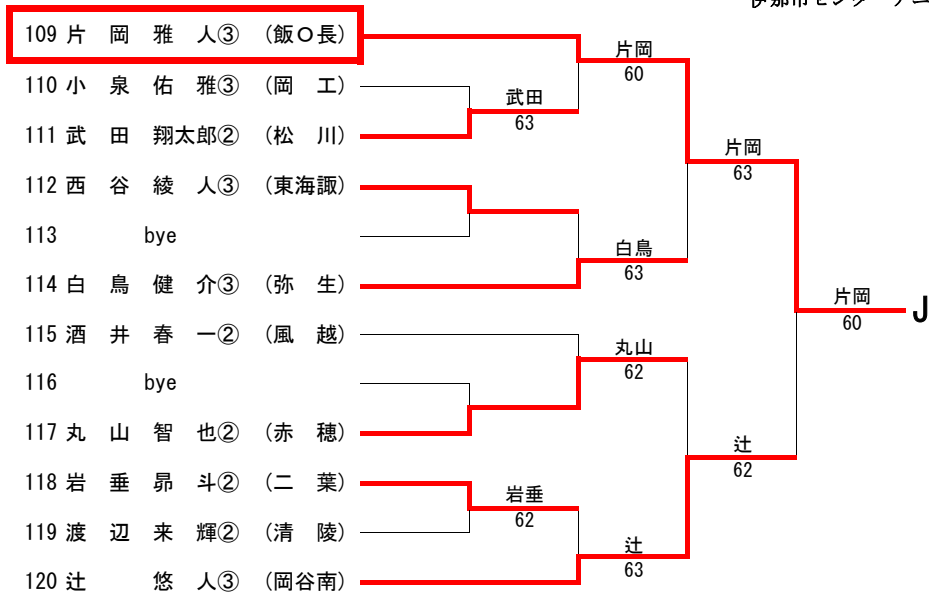 109 片 岡 雅 人③ (飯O長)
110 小 泉 佑 雅③ (岡 工)
111 武 田 翔太郎② (松 川)
112 西 谷 綾 人③ (東海諏)
113 bye
114 白 鳥 健 介③ (弥 生)
115 酒 井 春 一② (風 越)
116 bye
117 丸 山 智 也② (赤 穂)
118 岩 垂 昴 斗② (二 葉)
119 渡 辺 来 輝② (清 陵)
120 辻 悠 人③ (岡谷南)
武田
63
岩垂
62
片岡
60
白鳥
63
丸山
62
辻
63
片岡
63
辻
62
片岡
60
J